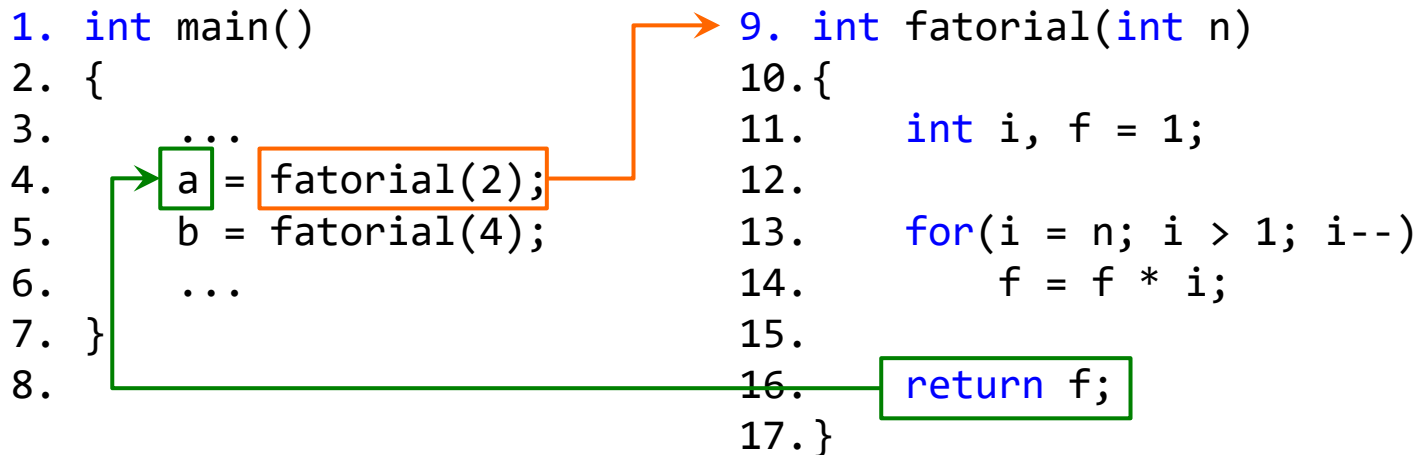 1. int main()
2. {
3. ...
4. a = fatorial(2);
5. b = fatorial(4);
6. ...
7. }
8.
9. int fatorial(int n)
10.{
11. int i, f = 1;
12.
13. for(i = n; i > 1; i--)
14. f = f * i;
15.
16. return f;
17.}